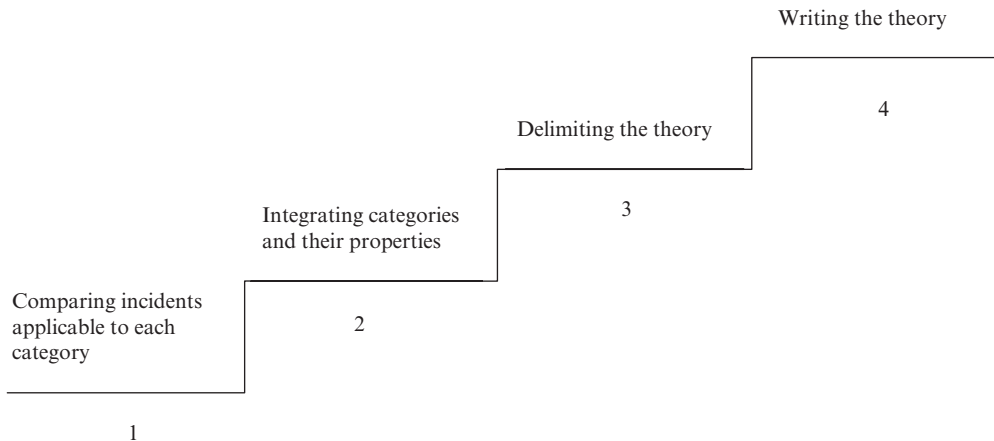 Writing the theory
4
Delimiting the theory
3
Integrating categories
and their properties
2
Comparing incidents
applicable to each
category
1